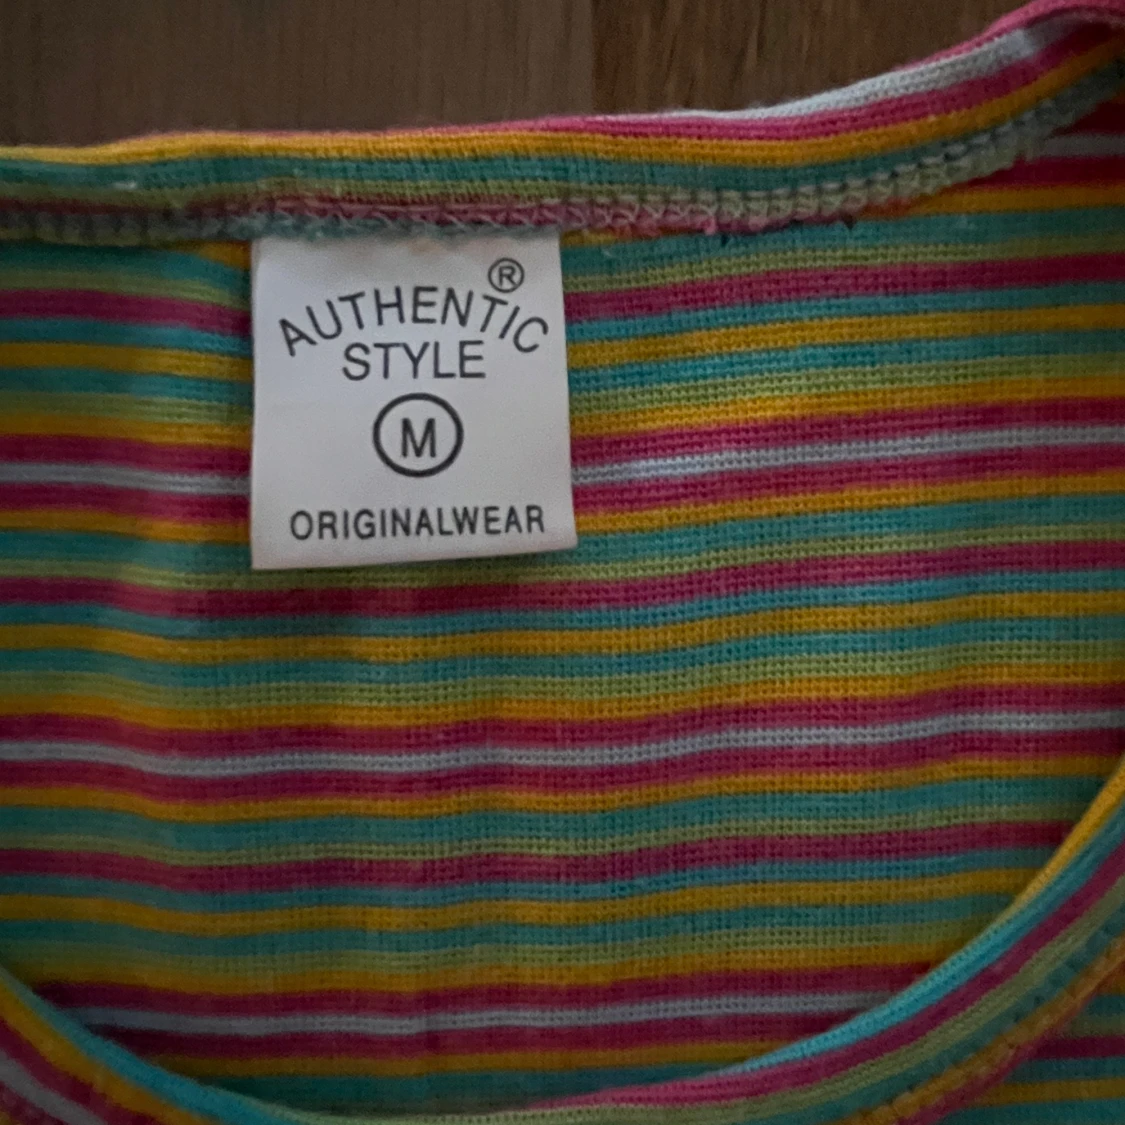 ®
AUTHENTIC
STYLE
M
ORIGINALWEAR